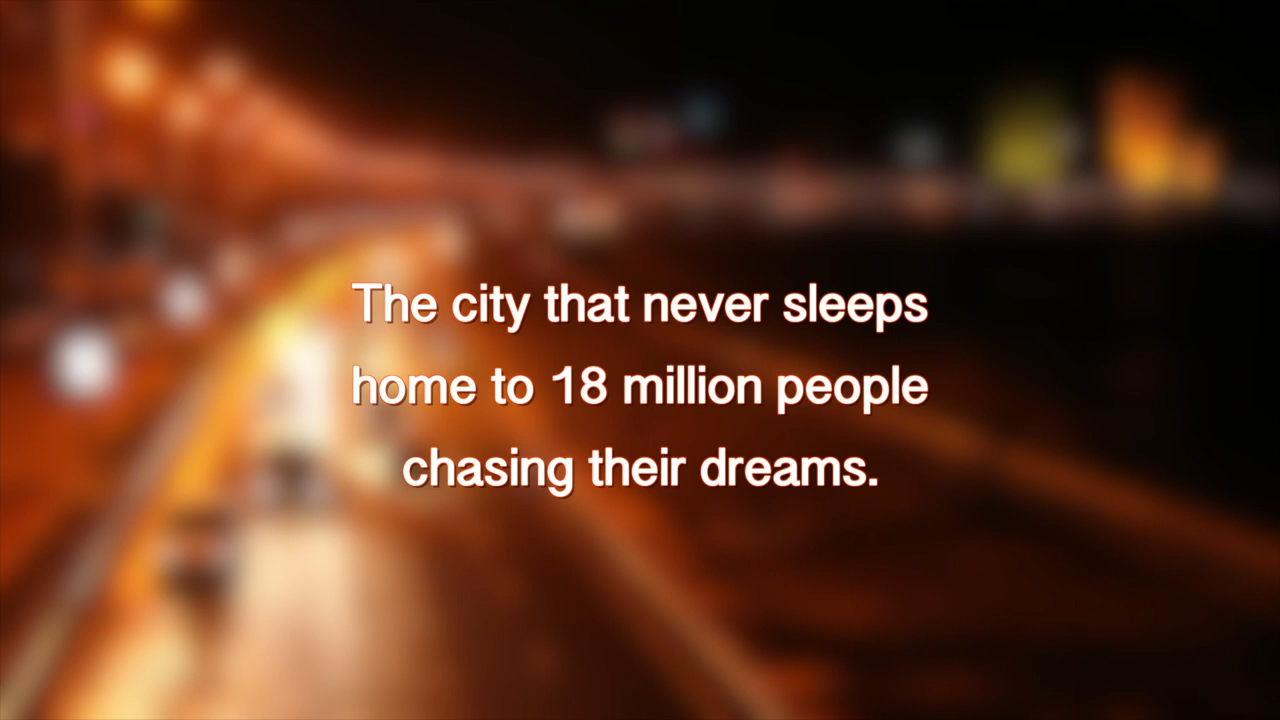 The city that never sleeps
home to 18 million people
chasing their dreams.